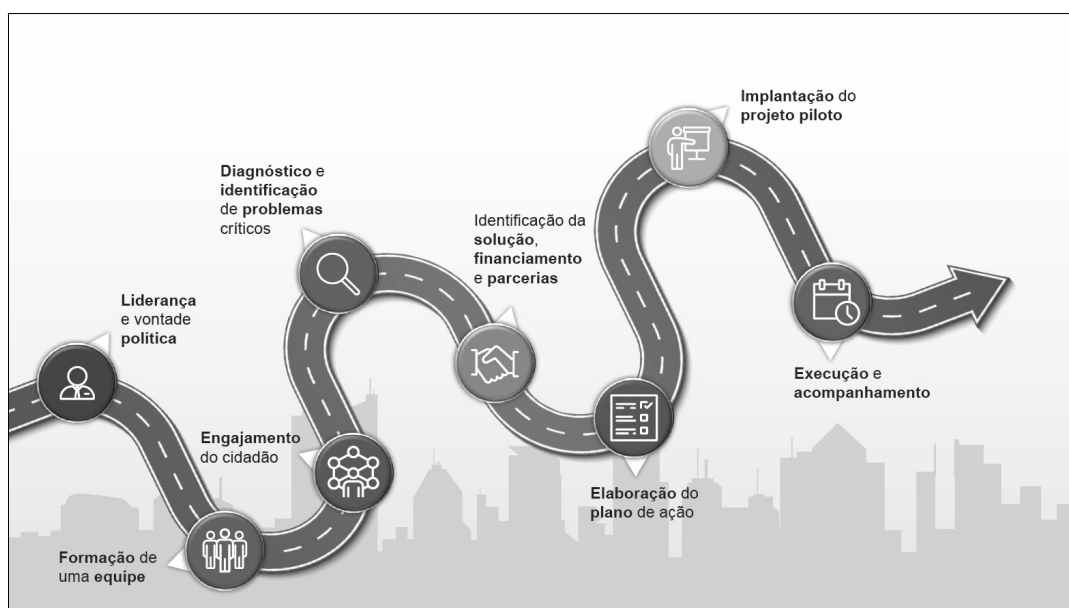 Liderança
e vontade
política
Formação de
uma equipe
Engajamento
do cidadão
Diagnóstico e
identificação
de problemas
críticos
Identificação da
solução,
financiamento
e parcerias
Elaboração do
plano de ação
Implantação do
projeto piloto
Execução e
acompanhamento